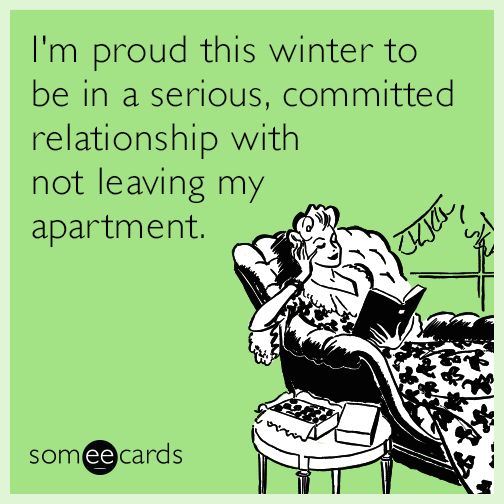 I'm proud this winter to
be in a serious, committed
relationship with
not leaving my
apartment.
someecards